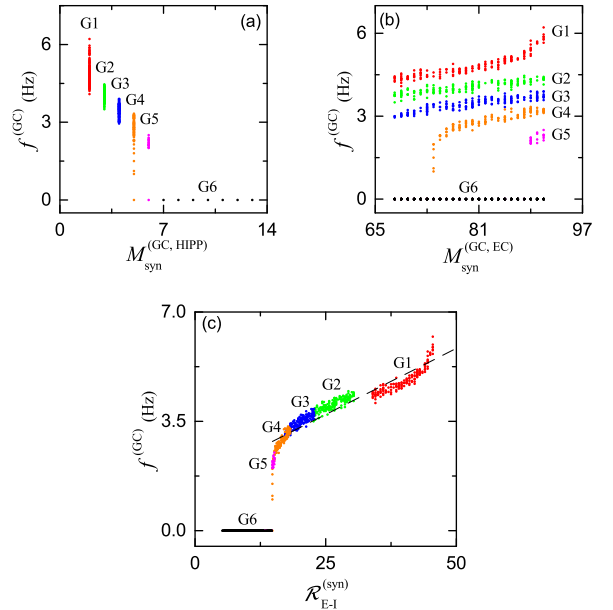 (a)
G1
G2
G3
G4
G5
G6
6
3
0
0
7
14
f^(GC) (Hz)
M_syn^(GC, HIPP)
(b)
G1
G2
G3
G4
G5
G6
6
3
0
65
81
97
f^(GC) (Hz)
M_syn^(GC, EC)
(c)
G1
G2
G3
G4
G5
G6
7.0
3.5
0.0
0
25
50
f^(GC) (Hz)
R_E-I^(syn)